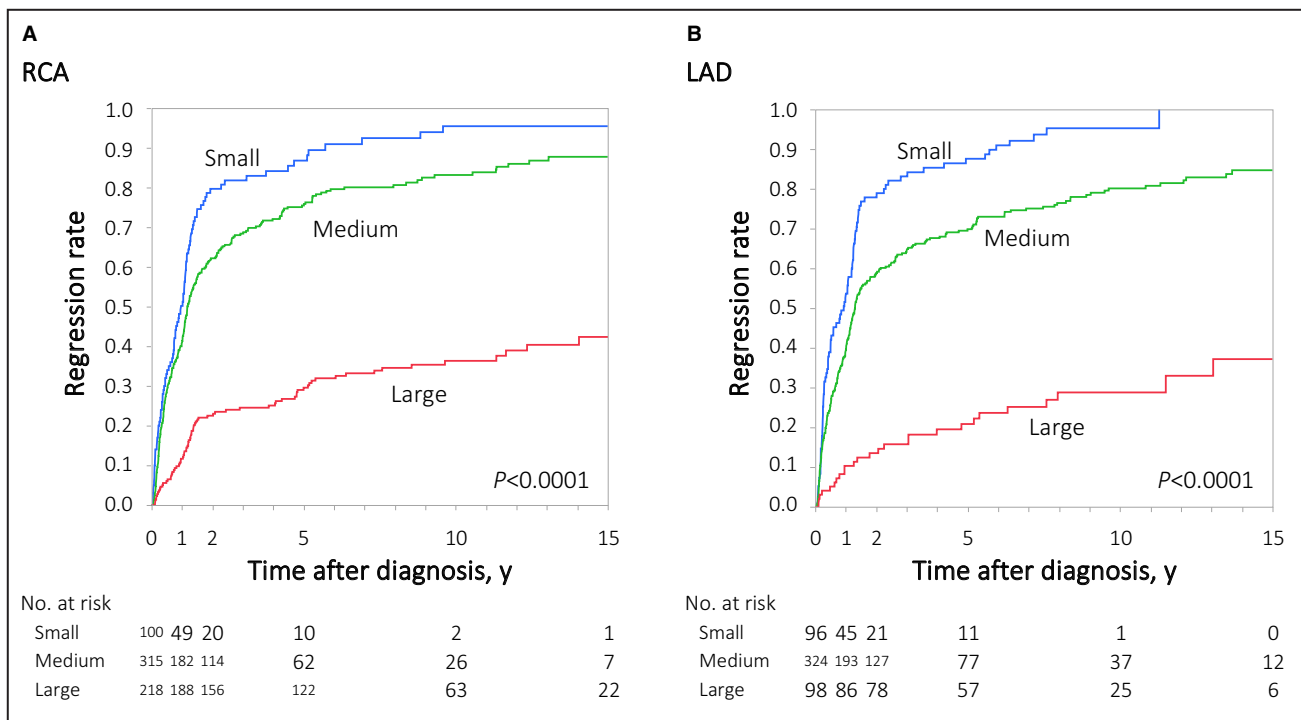 A
RCA
1.0
0.9
0.8
0.7
0.6
0.5
0.4
0.3
0.2
0.1
0.0
Regression rate
Small
Medium
Large
P<0.0001
0 1 2 5 10 15
Time after diagnosis, y
No. at risk
Small 100 49 20 10 2 1
Medium 315 182 114 62 26 7
Large 218 188 156 122 63 22
B
LAD
1.0
0.9
0.8
0.7
0.6
0.5
0.4
0.3
0.2
0.1
0.0
Regression rate
Small
Medium
Large
P<0.0001
0 1 2 5 10 15
Time after diagnosis, y
No. at risk
Small 96 45 21 11 1 0
Medium 324 193 127 77 37 12
Large 98 86 78 57 25 6